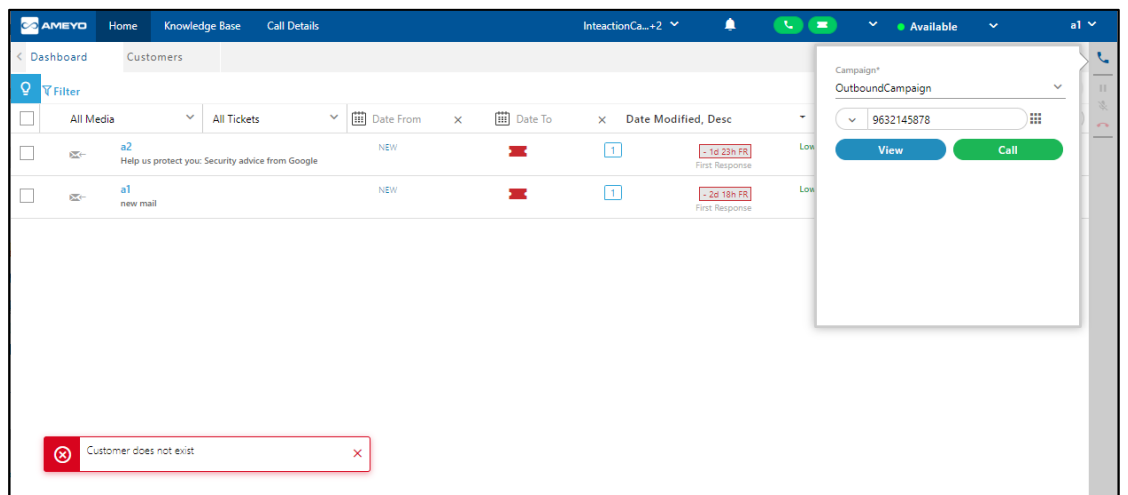 AMEYO Home Knowledge Base Call Details InteactionCa...+2 Available a1
Dashboard Customers
Filter
All Media All Tickets Date From × Date To × Date Modified, Desc
a2 NEW 1 - 1d 23h FR Low
Help us protect you: Security advice from Google First Response
a1 NEW 1 - 2d 18h FR Low
new mail First Response
Campaign*
OutboundCampaign
9632145878
View Call
Customer does not exist ×